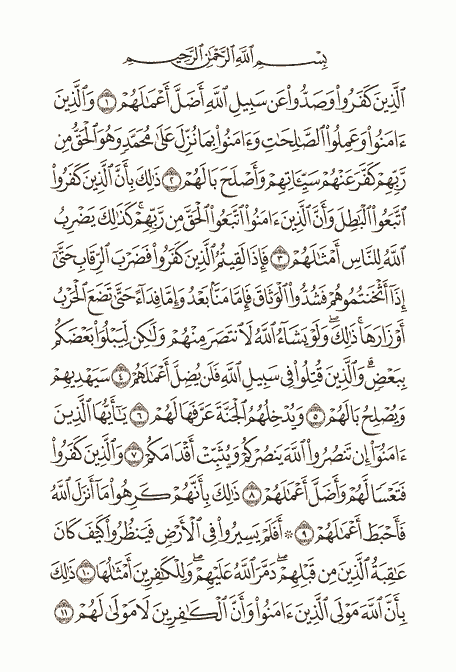 بِسْمِ ٱللَّهِ ٱلرَّحْمَٰنِ ٱلرَّحِيمِ
ٱلَّذِينَ كَفَرُوا۟ وَصَدُّوا۟ عَن سَبِيلِ ٱللَّهِ أَضَلَّ أَعْمَٰلَهُمْ ١ وَٱلَّذِينَ
ءَامَنُوا۟ وَعَمِلُوا۟ ٱلصَّٰلِحَٰتِ وَءَامَنُوا۟ بِمَا نُزِّلَ عَلَىٰ مُحَمَّدٍ وَهُوَ ٱلْحَقُّ مِن
رَّبِّهِمْ كَفَّرَ عَنْهُمْ سَيِّـَٔاتِهِمْ وَأَصْلَحَ بَالَهُمْ ٢ ذَٰلِكَ بِأَنَّ ٱلَّذِينَ كَفَرُوا۟
ٱتَّبَعُوا۟ ٱلْبَٰطِلَ وَأَنَّ ٱلَّذِينَ ءَامَنُوا۟ ٱتَّبَعُوا۟ ٱلْحَقَّ مِن رَّبِّهِمْ ۚ كَذَٰلِكَ يَضْرِبُ
ٱللَّهُ لِلنَّاسِ أَمْثَٰلَهُمْ ٣ فَإِذَا لَقِيتُمُ ٱلَّذِينَ كَفَرُوا۟ فَضَرْبَ ٱلرِّقَابِ حَتَّىٰٓ
إِذَآ أَثْخَنتُمُوهُمْ فَشُدُّوا۟ ٱلْوَثَاقَ فَإِمَّا مَنًّۢا بَعْدُ وَإِمَّا فِدَآءً حَتَّىٰ تَضَعَ ٱلْحَرْبُ
أَوْزَارَهَا ۚ ذَٰلِكَ ۖ وَلَوْ يَشَآءُ ٱللَّهُ لَٱنتَصَرَ مِنْهُمْ وَلَٰكِن لِّيَبْلُوَا۟ بَعْضَكُم
بِبَعْضٍ ۗ وَٱلَّذِينَ قُتِلُوا۟ فِى سَبِيلِ ٱللَّهِ فَلَن يُضِلَّ أَعْمَٰلَهُمْ ٤ سَيَهْدِيهِمْ
وَيُصْلِحُ بَالَهُمْ ٥ وَيُدْخِلُهُمُ ٱلْجَنَّةَ عَرَّفَهَا لَهُمْ ٦ يَٰٓأَيُّهَا ٱلَّذِينَ
ءَامَنُوٓا۟ إِن تَنصُرُوا۟ ٱللَّهَ يَنصُرْكُمْ وَيُثَبِّتْ أَقْدَامَكُمْ ٧ وَٱلَّذِينَ كَفَرُوا۟
فَتَعْسًا لَّهُمْ وَأَضَلَّ أَعْمَٰلَهُمْ ٨ ذَٰلِكَ بِأَنَّهُمْ كَرِهُوا۟ مَآ أَنزَلَ ٱللَّهُ
فَأَحْبَطَ أَعْمَٰلَهُمْ ٩ ۞ أَفَلَمْ يَسِيرُوا۟ فِى ٱلْأَرْضِ فَيَنظُرُوا۟ كَيْفَ كَانَ
عَٰقِبَةُ ٱلَّذِينَ مِن قَبْلِهِمْ ۚ دَمَّرَ ٱللَّهُ عَلَيْهِمْ ۖ وَلِلْكَٰفِرِينَ أَمْثَٰلُهَا ١٠ ذَٰلِكَ
بِأَنَّ ٱللَّهَ مَوْلَى ٱلَّذِينَ ءَامَنُوا۟ وَأَنَّ ٱلْكَٰفِرِينَ لَا مَوْلَىٰ لَهُمْ ١١